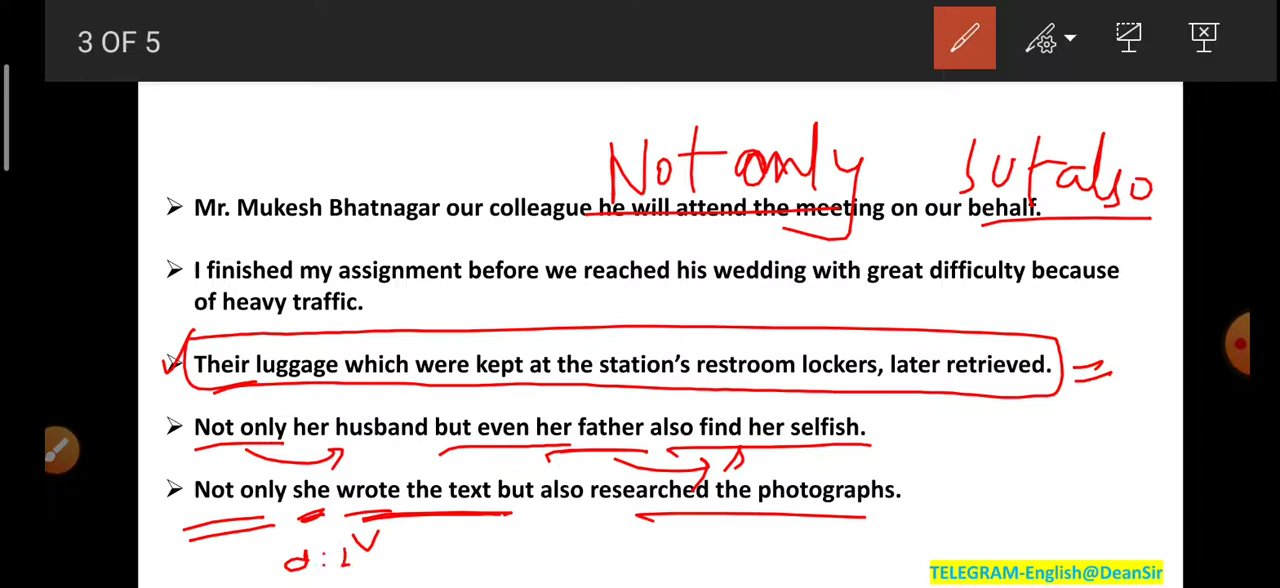 3 OF 5
Not only but also
➢ Mr. Mukesh Bhatnagar our colleague he will attend the meeting on our behalf.
➢ I finished my assignment before we reached his wedding with great difficulty because
of heavy traffic.
➢ Their luggage which were kept at the station’s restroom lockers, later retrieved.
➢ Not only her husband but even her father also find her selfish.
➢ Not only she wrote the text but also researched the photographs.
TELEGRAM-English@DeanSir